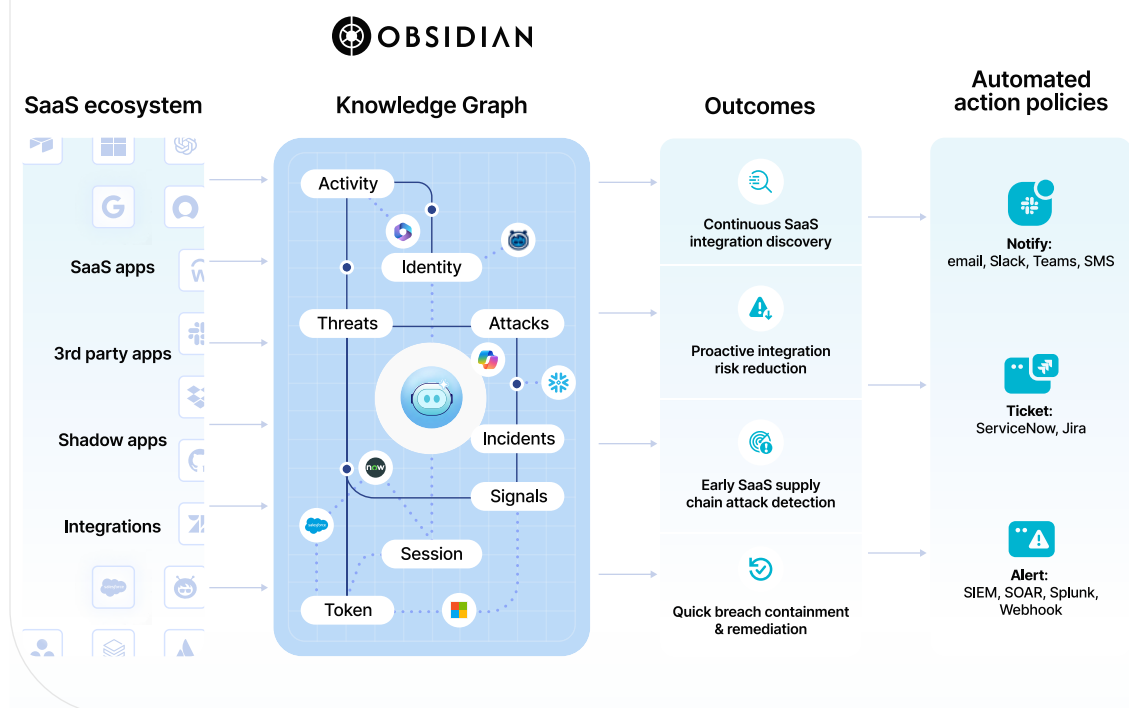 OBSIDIAN
SaaS ecosystem
Knowledge Graph
Outcomes
Automated
action policies
SaaS apps
3rd party apps
Shadow apps
Integrations
Activity
Identity
Threats
Attacks
Incidents
now
Signals
salesforce
Session
Token
Continuous SaaS
integration discovery
Proactive integration
risk reduction
Early SaaS supply
chain attack detection
Quick breach containment
& remediation
Notify:
email, Slack, Teams, SMS
Ticket:
ServiceNow, Jira
Alert:
SIEM, SOAR, Splunk,
Webhook